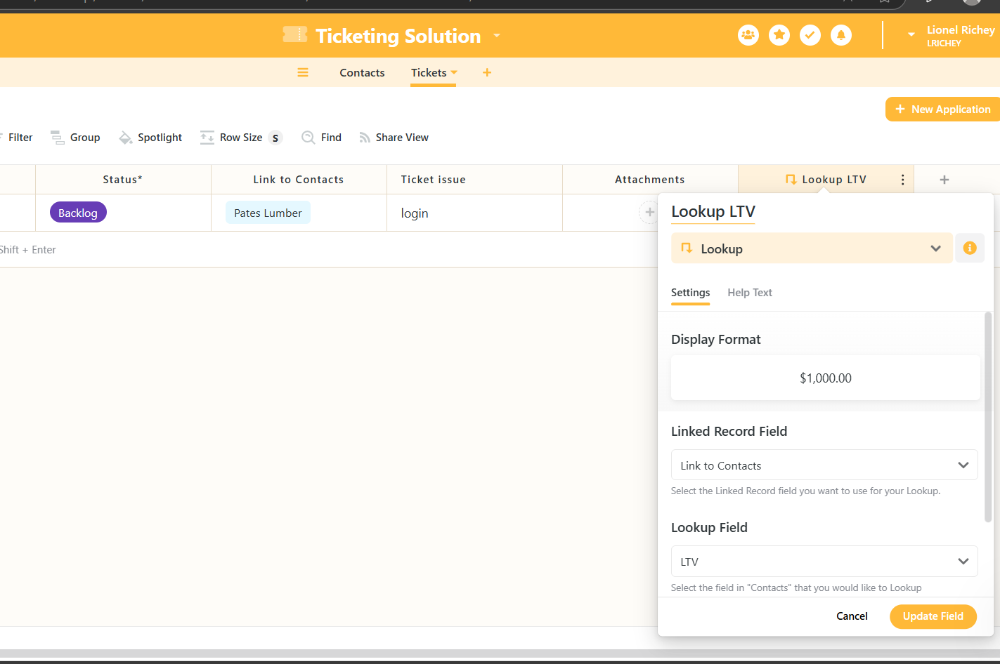 Ticketing Solution
Lionel Richey
LRICHEY
Contacts
Tickets
+ New Application
Filter
Group
Spotlight
Row Size S
Find
Share View
Status*
Link to Contacts
Ticket issue
Attachments
Lookup LTV
Backlog
Pates Lumber
login
Shift + Enter
Lookup LTV
Lookup
Settings
Help Text
Display Format
$1,000.00
Linked Record Field
Link to Contacts
Select the Linked Record field you want to use for your Lookup.
Lookup Field
LTV
Select the field in "Contacts" that you would like to Lookup
Cancel
Update Field